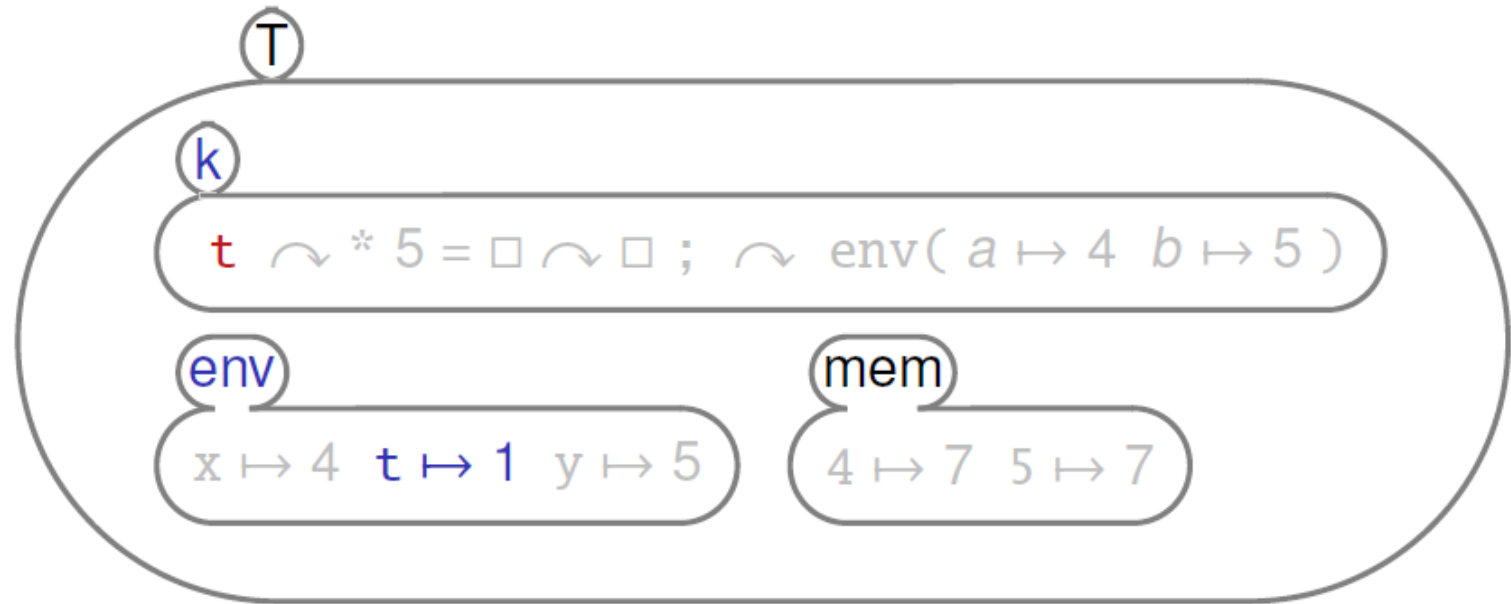 T
k
t ↷ * 5 = □ ↷ □ ; ↷ env( a ↦ 4 b ↦ 5 )
env mem
x ↦ 4 t ↦ 1 y ↦ 5 4 ↦ 7 5 ↦ 7